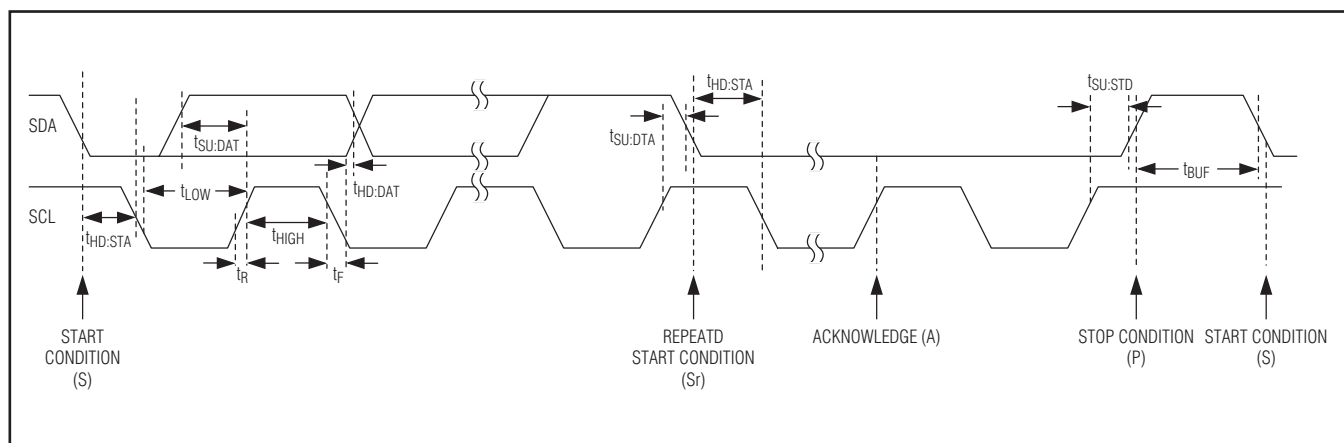 SDA
SCL
tSU:DAT
tLOW
tHD:STA
tR
tHIGH
tF
tHD:DAT
tSU:DTA
tHD:STA
tSU:STD
tBUF
START
CONDITION
(S)
REPEATD
START CONDITION
(Sr)
ACKNOWLEDGE (A)
STOP CONDITION
(P)
START CONDITION
(S)